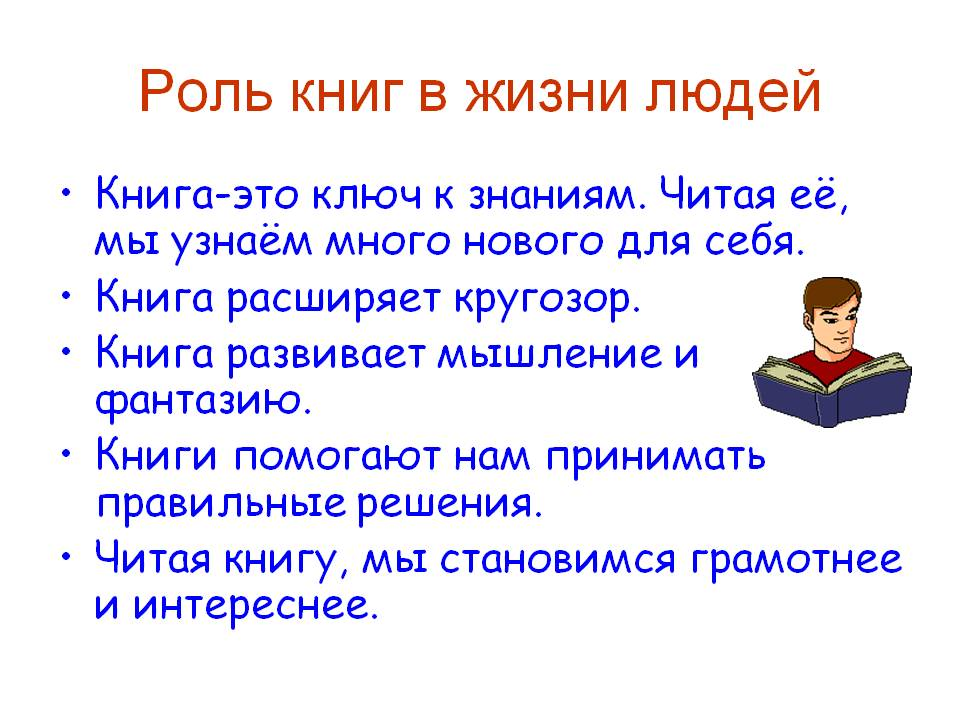 Роль книг в жизни людей
• Книга-это ключ к знаниям. Читая её,
мы узнаём много нового для себя.
• Книга расширяет кругозор.
• Книга развивает мышление и
фантазию.
• Книги помогают нам принимать
правильные решения.
• Читая книгу, мы становимся грамотнее
и интереснее.